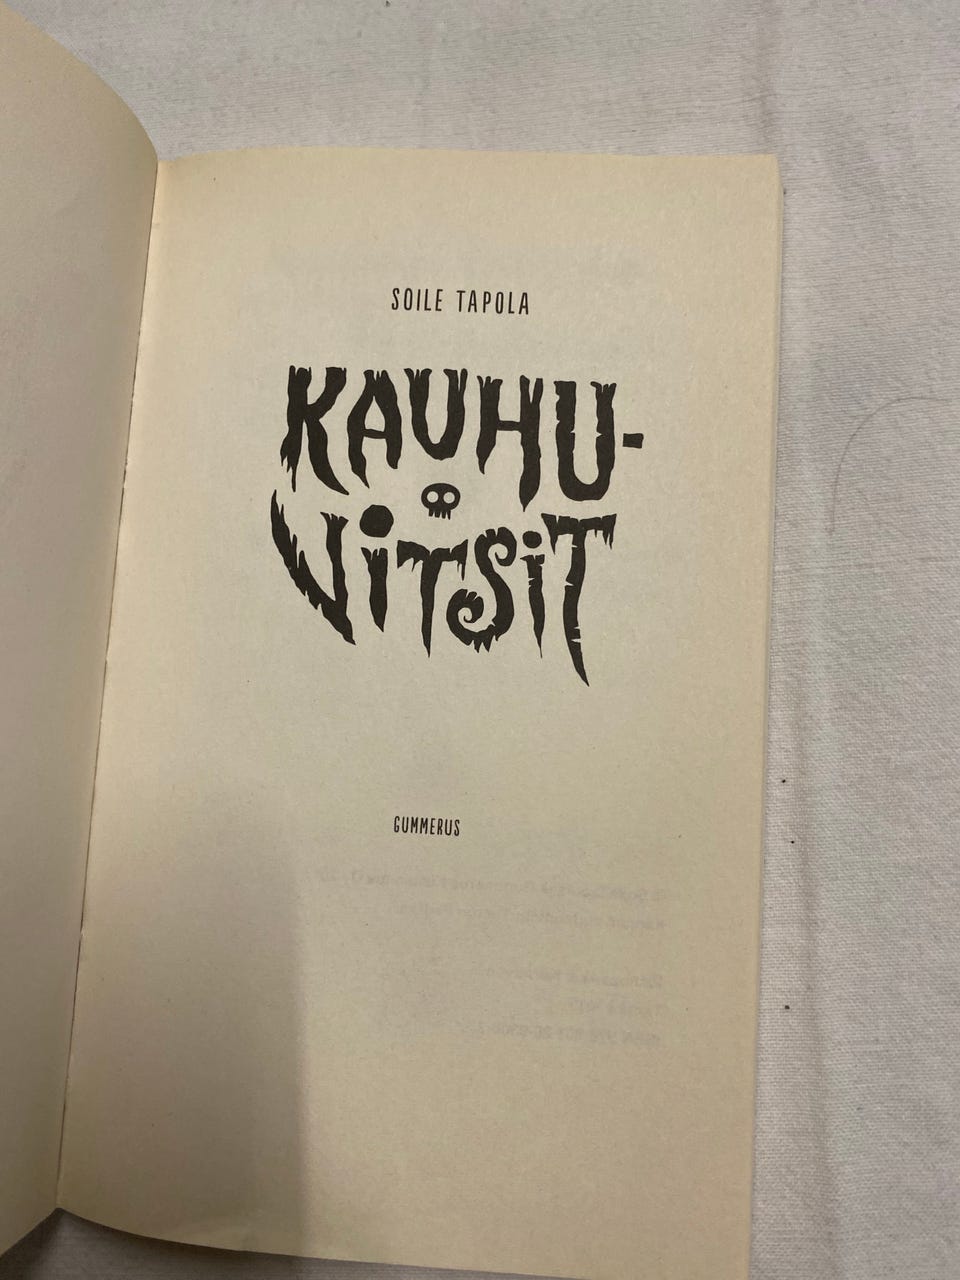 SOILE TAPOLA
KAUHU-
VITSIT
GUMMERUS